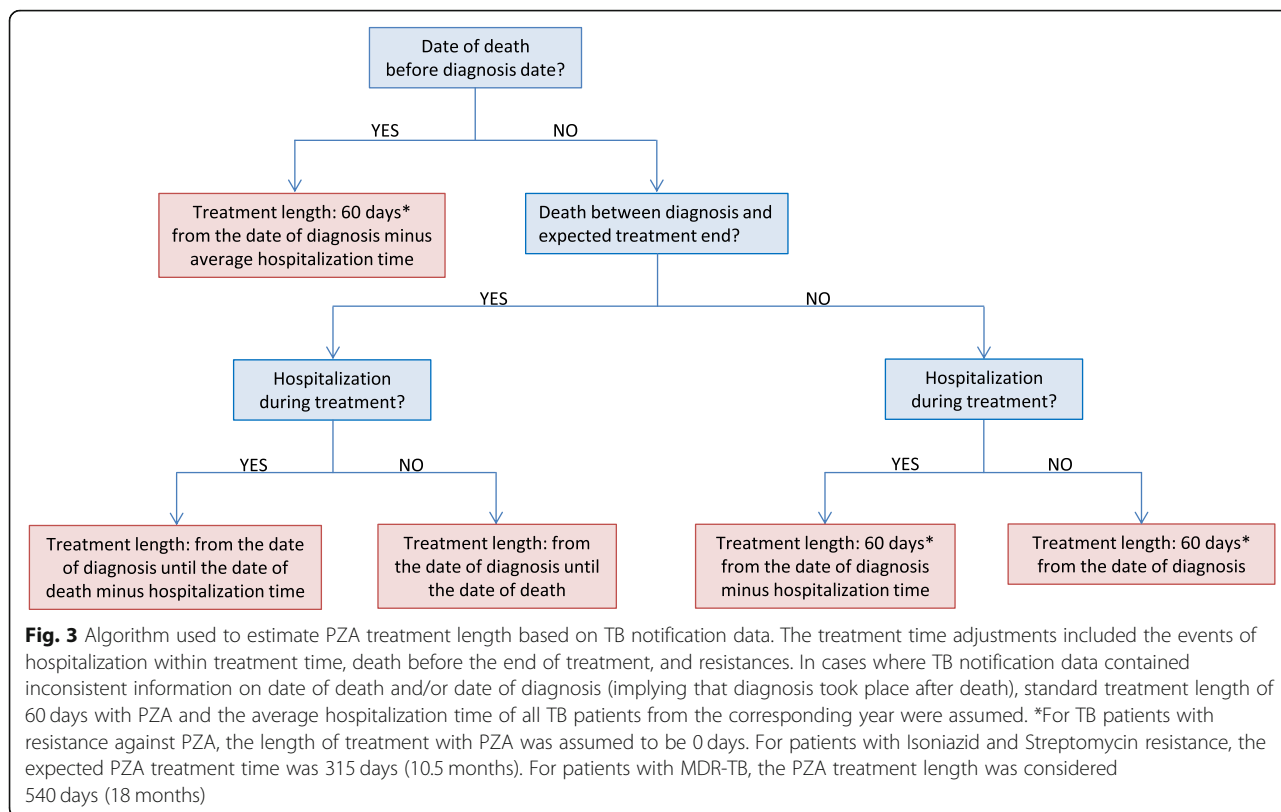 Date of death
before diagnosis date?
YES
NO
Treatment length: 60 days*
from the date of diagnosis minus
average hospitalization time
Death between diagnosis and
expected treatment end?
YES
NO
Hospitalization
during treatment?
Hospitalization
during treatment?
YES
NO
YES
NO
Treatment length: from the date
of diagnosis until the date of
death minus hospitalization time
Treatment length: from
the date of diagnosis until
the date of death
Treatment length: 60 days*
from the date of diagnosis
minus hospitalization time
Treatment length: 60 days*
from the date of diagnosis
Fig. 3 Algorithm used to estimate PZA treatment length based on TB notification data. The treatment time adjustments included the events of
hospitalization within treatment time, death before the end of treatment, and resistances. In cases where TB notification data contained
inconsistent information on date of death and/or date of diagnosis (implying that diagnosis took place after death), standard treatment length of
60 days with PZA and the average hospitalization time of all TB patients from the corresponding year were assumed. *For TB patients with
resistance against PZA, the length of treatment with PZA was assumed to be 0 days. For patients with Isoniazid and Streptomycin resistance, the
expected PZA treatment time was 315 days (10.5 months). For patients with MDR-TB, the PZA treatment length was considered
540 days (18 months)